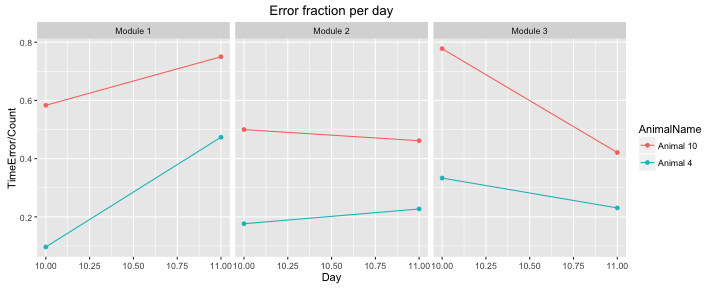 Error fraction per day
Module 1 Module 2 Module 3
0.8
0.6
0.4
0.2
TimeError/Count
10.00 10.25 10.50 10.75 11.00 10.00 10.25 10.50 10.75 11.00 10.00 10.25 10.50 10.75 11.00
Day
AnimalName
Animal 10
Animal 4